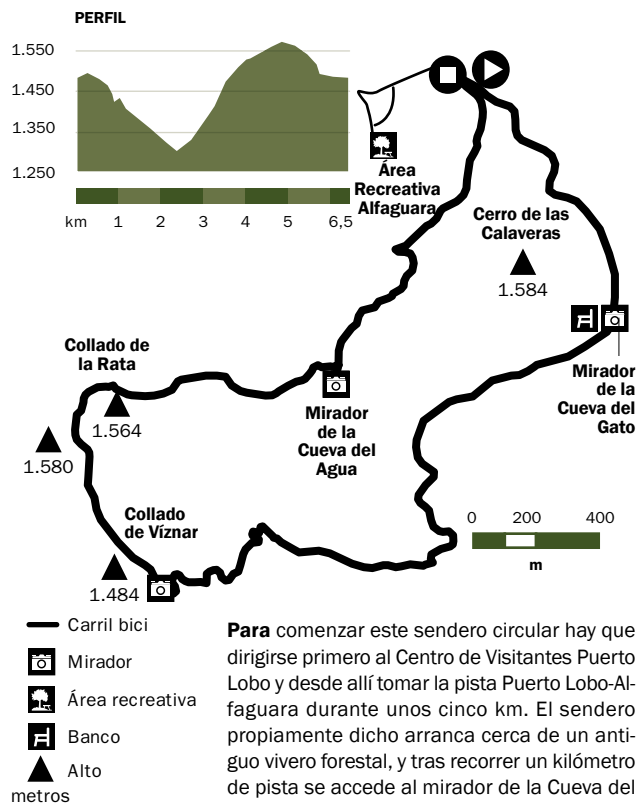 PERFIL
1.550
1.450
1.350
1.250
km 1 2 3 4 5 6,5
Área
Recreativa
Alfaguara
Cerro de las
Calaveras
1.584
Mirador
de la
Cueva del
Gato
Collado de
la Rata
1.564
1.580
Mirador
de la
Cueva del
Agua
Collado
de Víznar
1.484
0 200 400
m
Carril bici
Mirador
Área recreativa
Banco
Alto
metros
Para comenzar este sendero circular hay que
dirigirse primero al Centro de Visitantes Puerto
Lobo y desde allí tomar la pista Puerto Lobo-Al-
faguara durante unos cinco km. El sendero
propiamente dicho arranca cerca de un anti-
guo vivero forestal, y tras recorrer un kilómetro
de pista se accede al mirador de la Cueva del